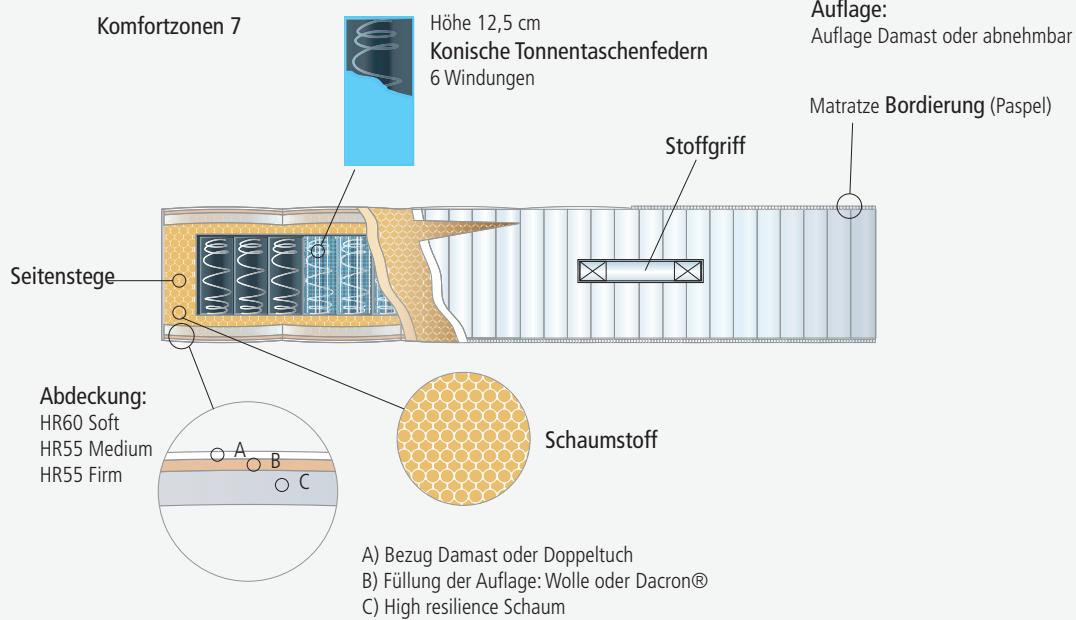 Komfortzonen 7
Höhe 12,5 cm
Konische Tonnentaschenfedern
6 Windungen
Auflage:
Auflage Damast oder abnehmbar
Matratze Bordierung (Paspel)
Stoffgriff
Seitenstege
Abdeckung:
HR60 Soft
HR55 Medium
HR55 Firm
A
B
C
Schaumstoff
A) Bezug Damast oder Doppeltuch
B) Füllung der Auflage: Wolle oder Dacron®
C) High resilience Schaum